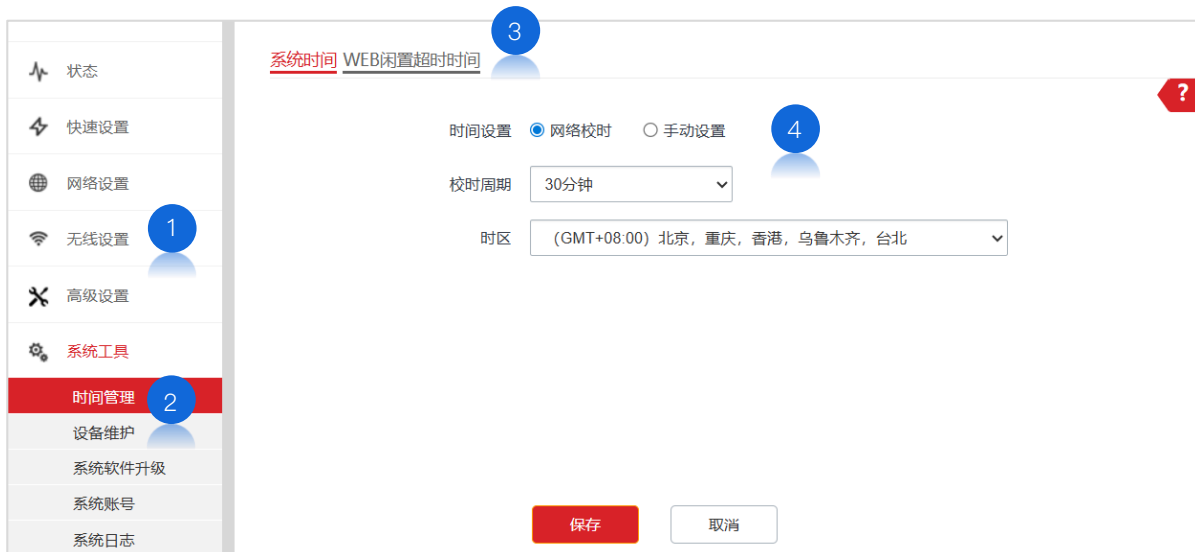 状态
快速设置
网络设置
无线设置
1
高级设置
系统工具
时间管理
2
设备维护
系统软件升级
系统账号
系统日志
系统时间 WEB闲置超时时间
3
?
时间设置 网络校时 手动设置
4
校时周期 30分钟
时区 (GMT+08:00) 北京，重庆，香港，乌鲁木齐，台北
保存 取消